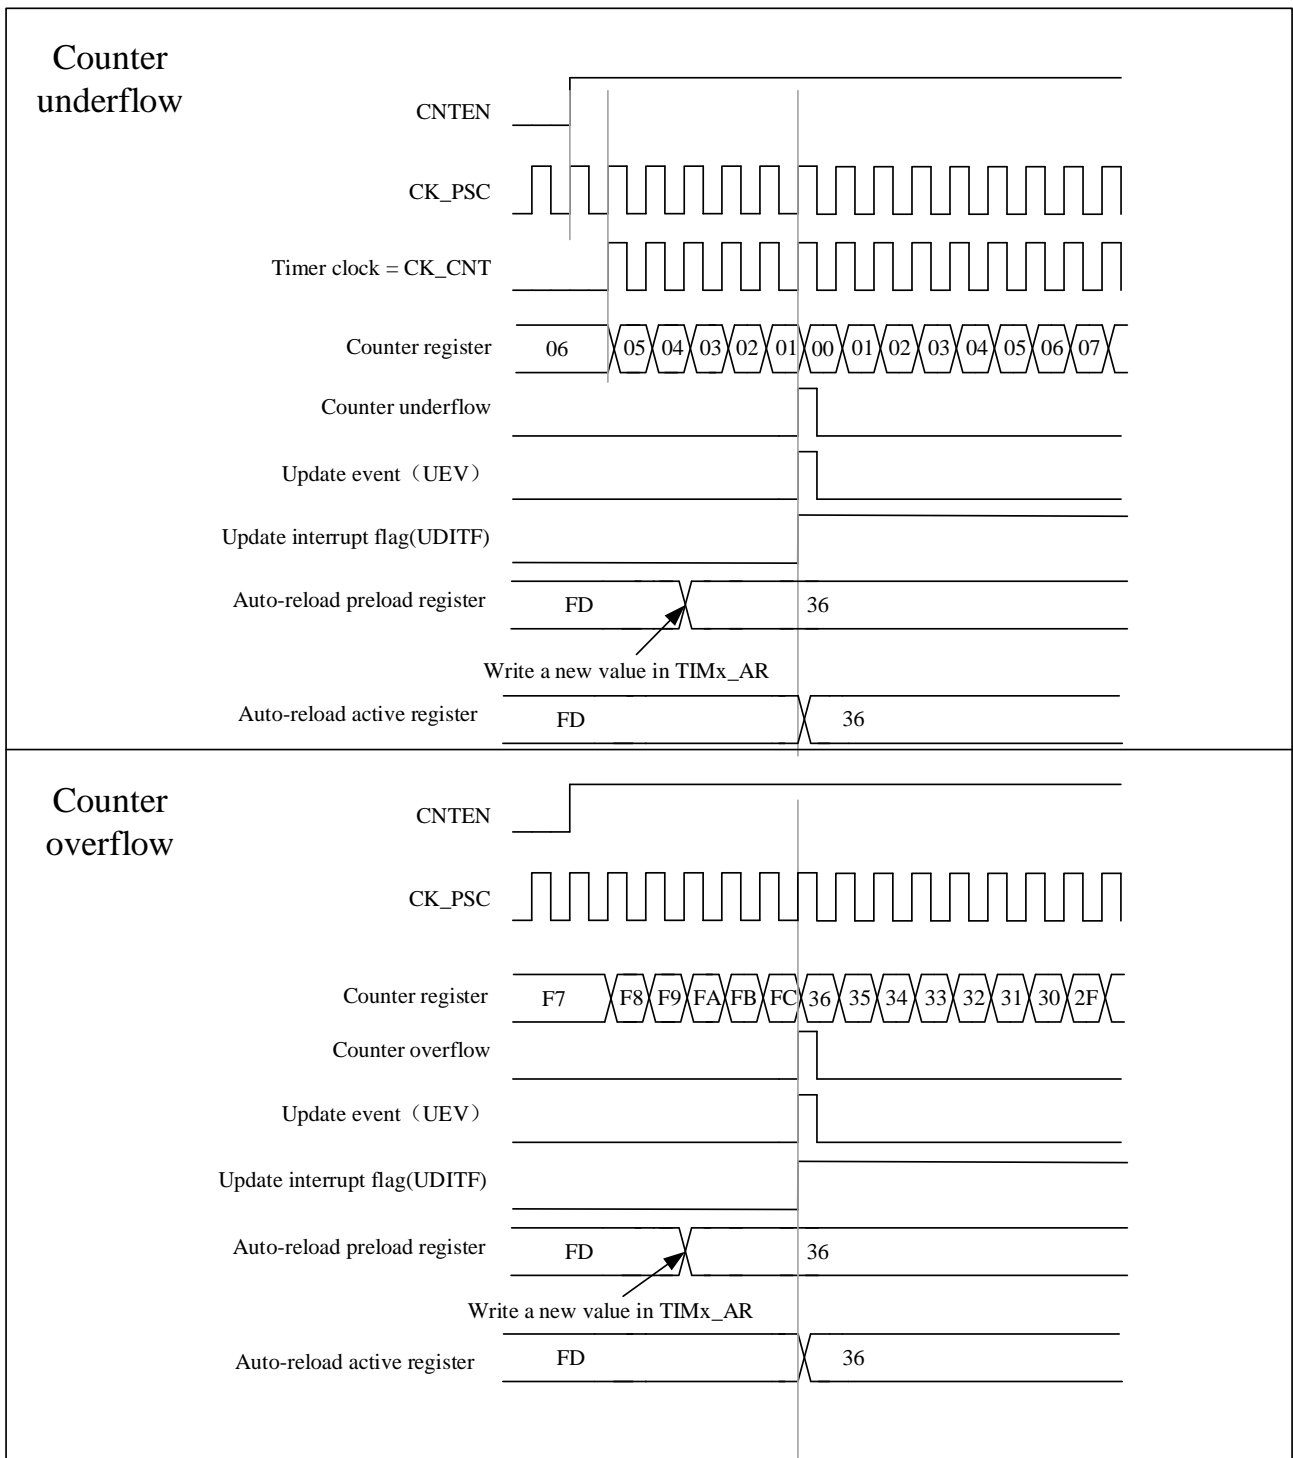 Counter
underflow
CNTEN
CK_PSC
Timer clock = CK_CNT
Counter register 06 05 04 03 02 01 00 01 02 03 04 05 06 07
Counter underflow
Update event（UEV）
Update interrupt flag(UDITF)
Auto-reload preload register FD 36
Write a new value in TIMx_AR
Auto-reload active register FD 36
Counter
overflow
CNTEN
CK_PSC
Counter register F7 F8 F9 FA FB FC 36 35 34 33 32 31 30 2F
Counter overflow
Update event（UEV）
Update interrupt flag(UDITF)
Auto-reload preload register FD 36
Write a new value in TIMx_AR
Auto-reload active register FD 36